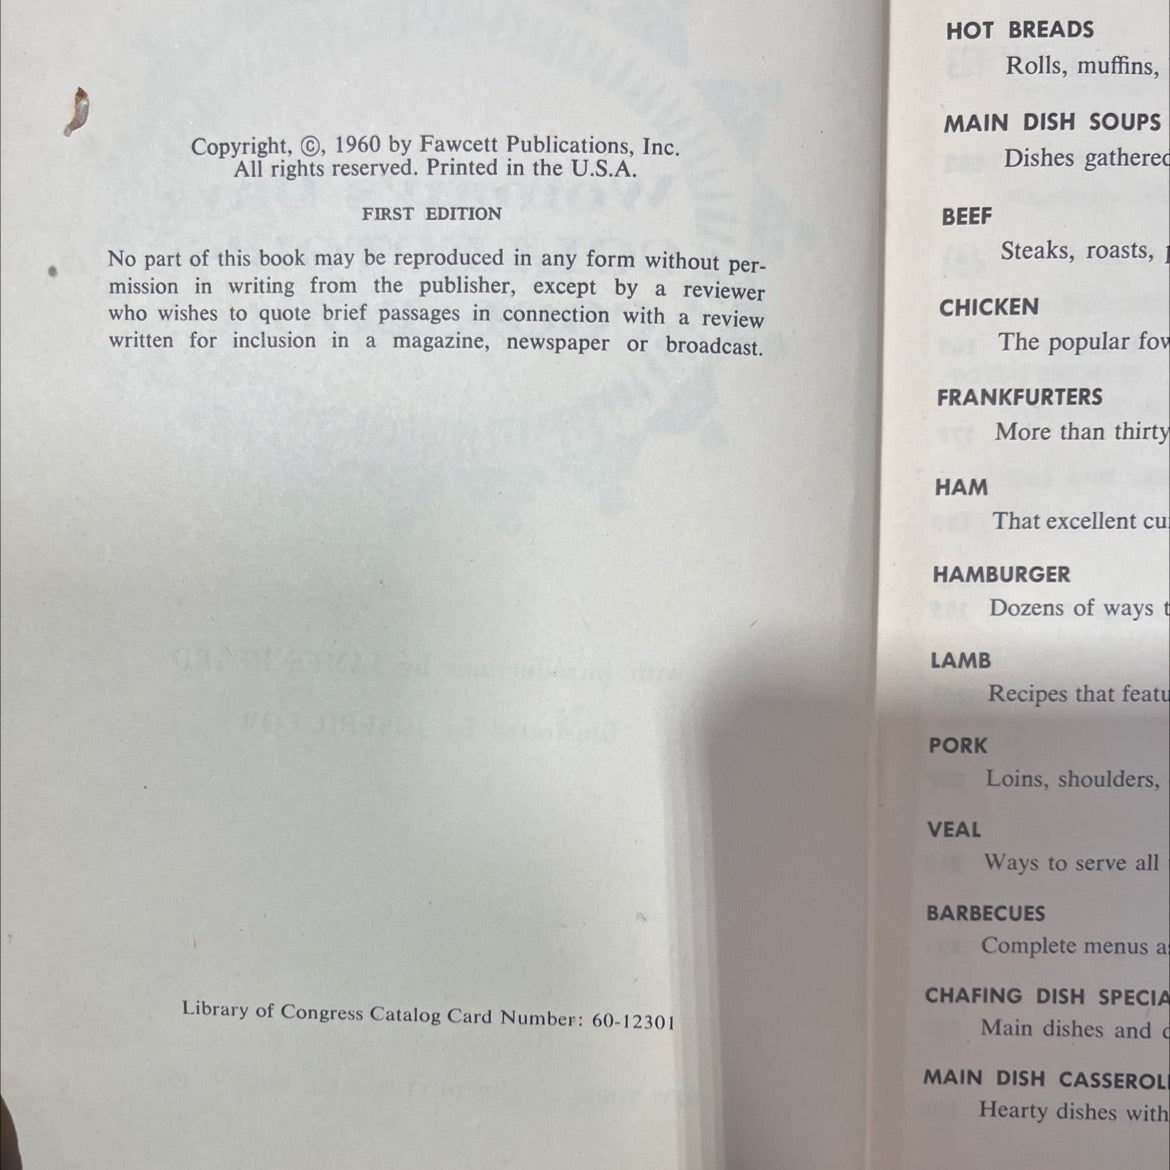 Copyright, ©, 1960 by Fawcett Publications, Inc.
All rights reserved. Printed in the U.S.A.
FIRST EDITION
No part of this book may be reproduced in any form without per-
mission in writing from the publisher, except by a reviewer
who wishes to quote brief passages in connection with a review
written for inclusion in a magazine, newspaper or broadcast.
Library of Congress Catalog Card Number: 60-12301
HOT BREADS
Rolls, muffins,
MAIN DISH SOUPS
Dishes gathered
BEEF
Steaks, roasts,
CHICKEN
The popular
FRANKFURTERS
More than thirty
HAM
That excellent
HAMBURGER
Dozens of ways
LAMB
Recipes that
PORK
Loins, shoulders,
VEAL
Ways to serve all
BARBECUES
Complete menus
CHAFING DISH
Main dishes and
MAIN DISH
Hearty dishes with